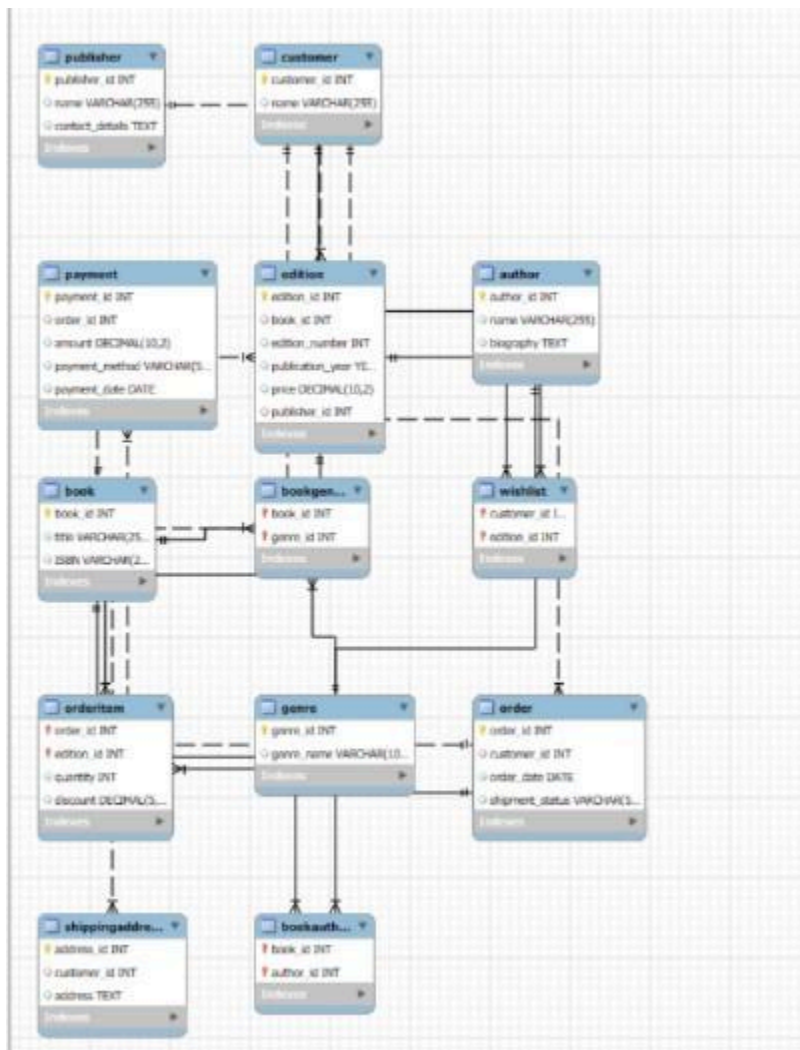 publisher
publisher_id INT
name VARCHAR(255)
contact_details TEXT
Indexes
customer
customer_id INT
name VARCHAR(255)
Indexes
payment
payment_id INT
order_id INT
amount DECIMAL(10,2)
payment_method VARCHAR(5...
payment_date DATE
Indexes
edition
edition_id INT
book_id INT
edition_number INT
publication_year YE...
price DECIMAL(10,2)
publisher_id INT
Indexes
author
author_id INT
name VARCHAR(255)
biography TEXT
Indexes
book
book_id INT
title VARCHAR(25...
ISBN VARCHAR(2...
Indexes
bookgen...
book_id INT
genre_id INT
Indexes
wishlist
customer_id I...
edition_id INT
Indexes
orderitem
order_id INT
edition_id INT
quantity INT
discount DECIMAL(5,...
Indexes
genre
genre_id INT
genre_name VARCHAR(10...
Indexes
order
order_id INT
customer_id INT
order_date DATE
shipment_status VARCHAR(5...
Indexes
shippingaddre...
address_id INT
customer_id INT
address TEXT
Indexes
bookauth...
book_id INT
author_id INT
Indexes